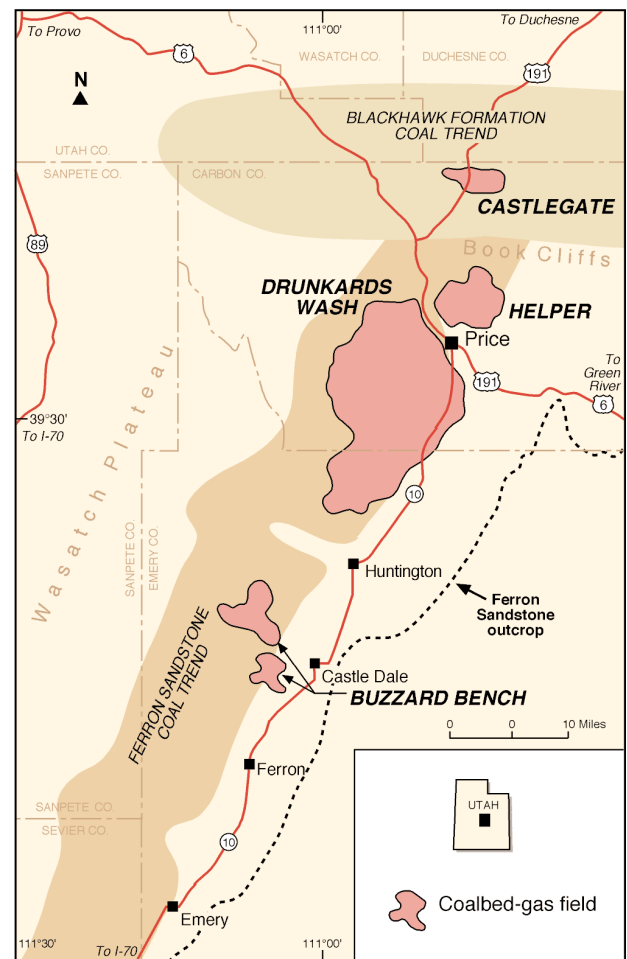 To Provo
111°00'
To Duchesne
6
WASATCH CO.
DUCHESNE CO.
191
N
BLACKHAWK FORMATION
COAL TREND
UTAH CO.
SANPETE CO.
CARBON CO.
CASTLEGATE
89
Book Cliffs
DRUNKARDS
WASH
HELPER
Price
To
Green
River
191
6
39°30'
To I-70
Wasatch Plateau
10
SANPETE CO.
EMERY CO.
Huntington
Ferron
Sandstone
outcrop
FERRON SANDSTONE
COAL TREND
Castle Dale
BUZZARD BENCH
0 0 10 Miles
Ferron
UTAH
SANPETE CO.
SEVIER CO.
10
Coalbed-gas field
Emery
111°30'
To I-70
111°00'